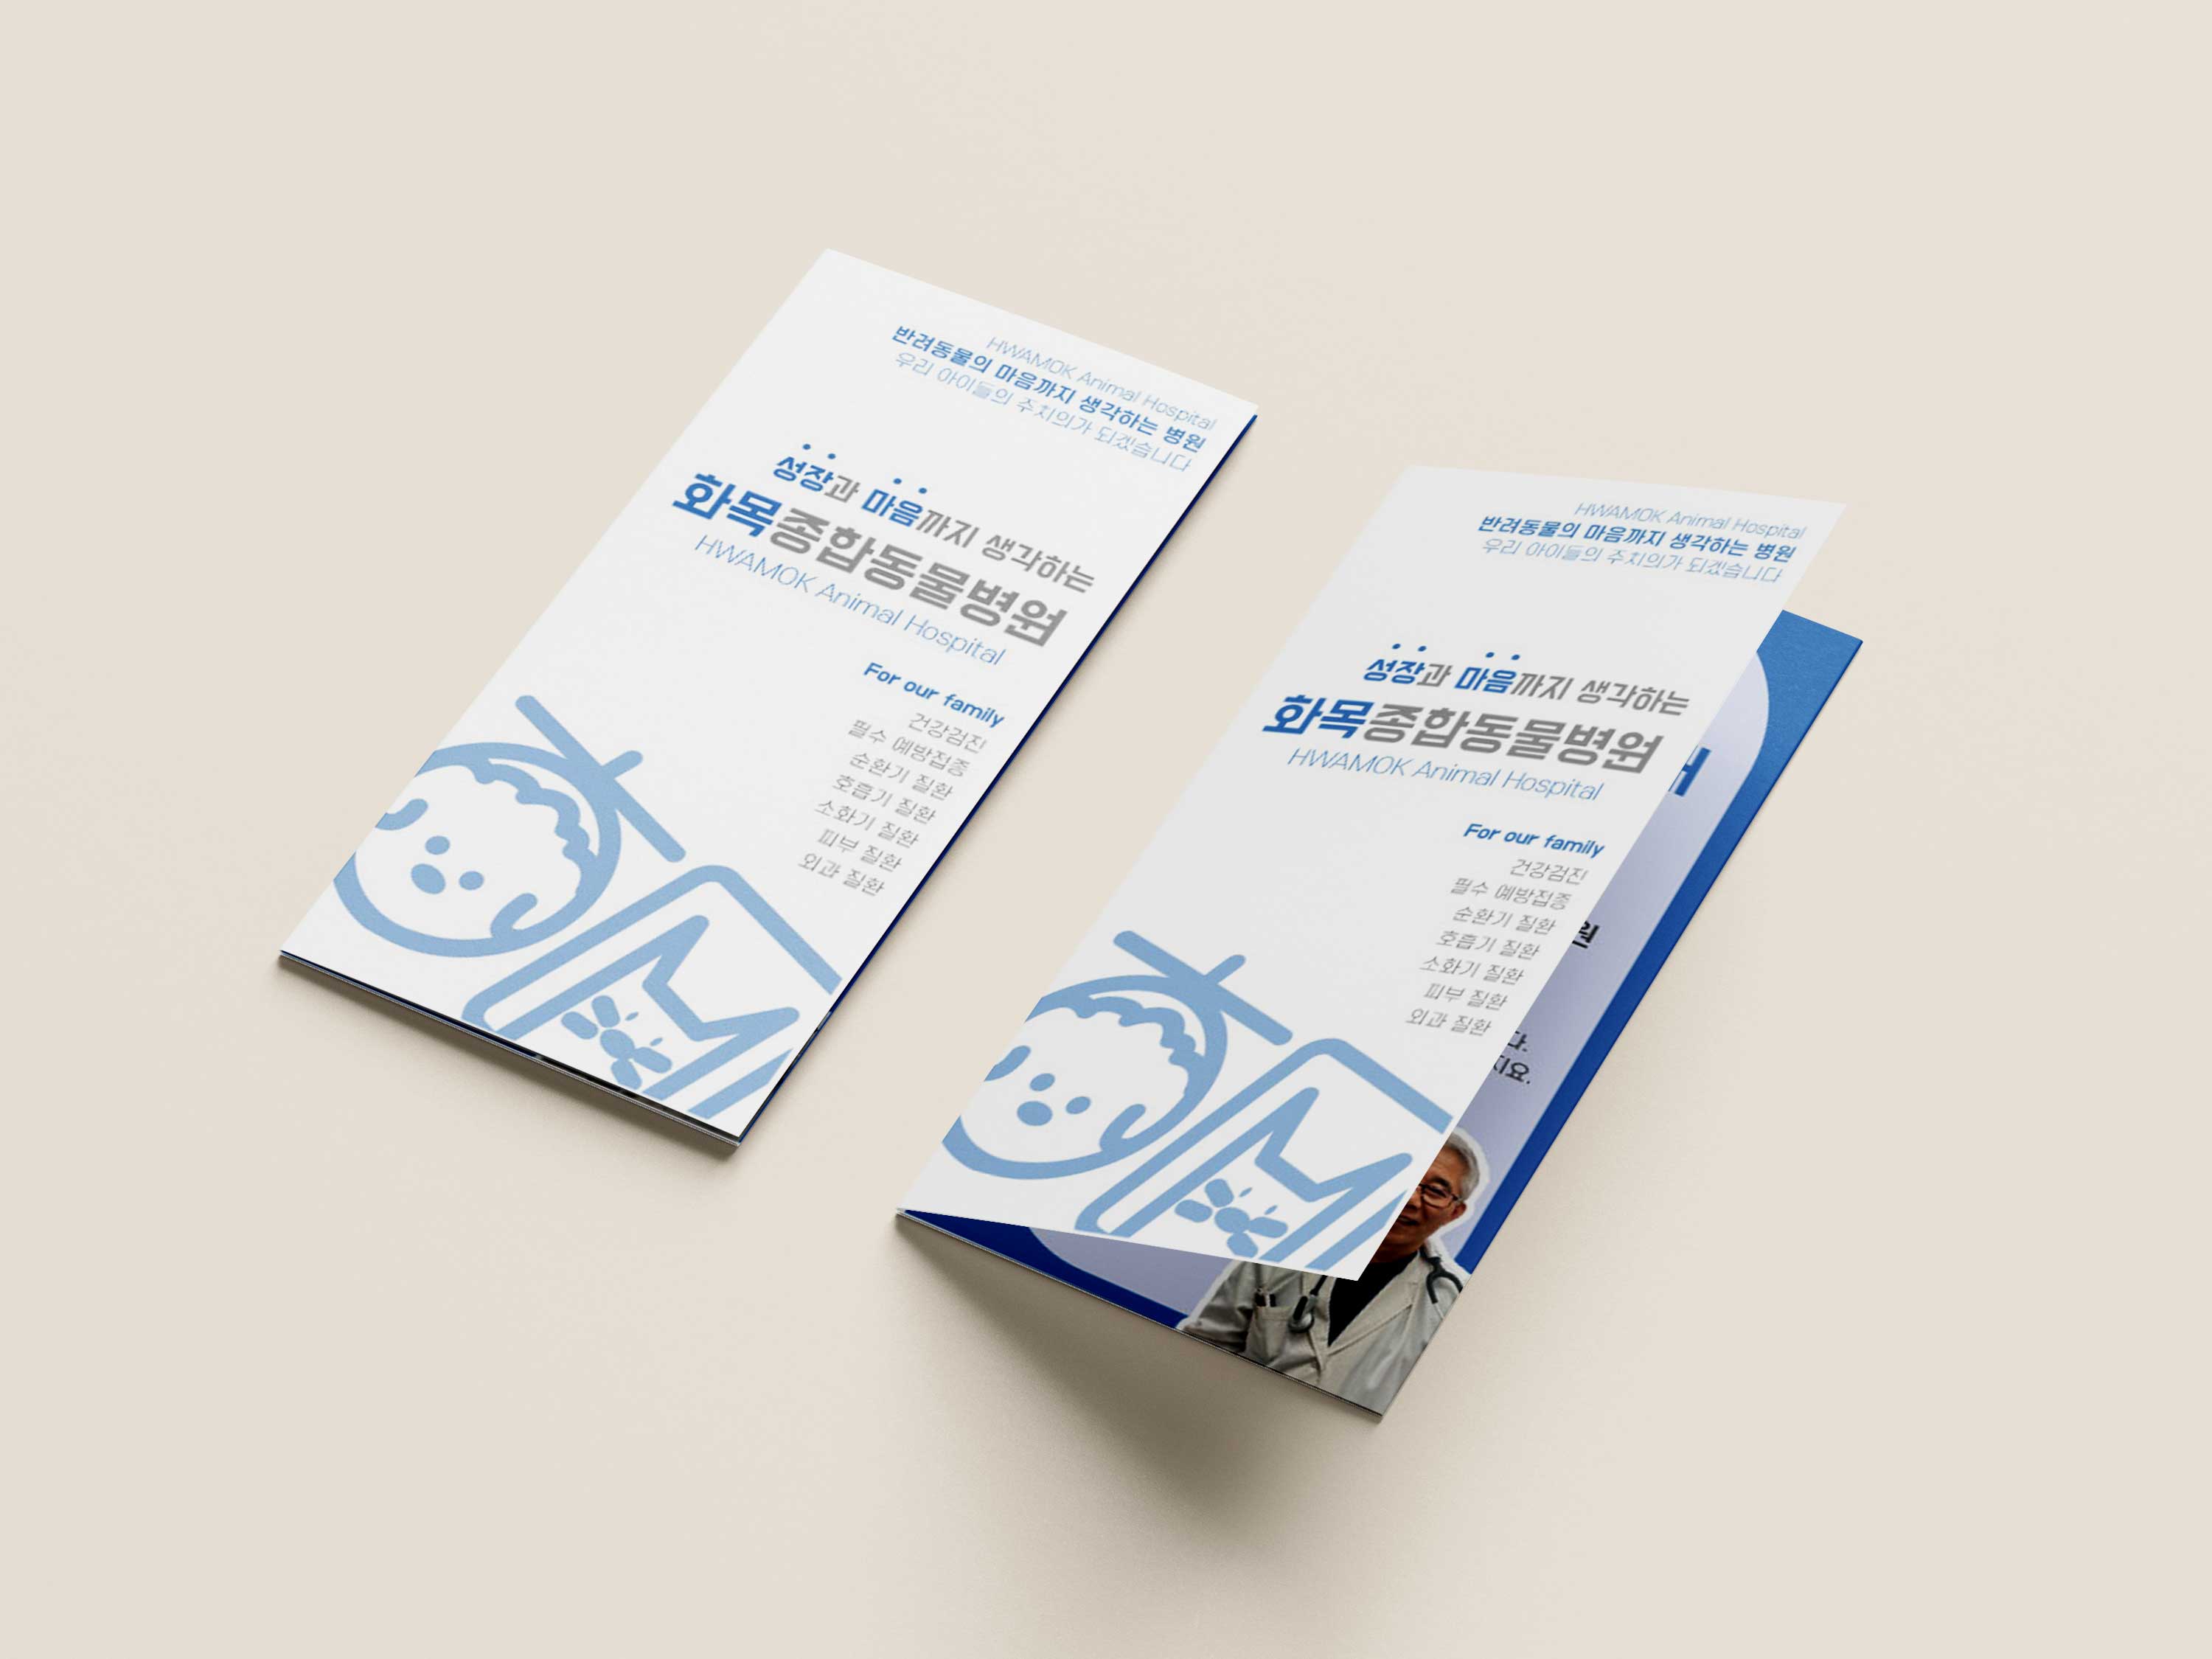 HWAMOK Animal Hospital
반려동물의 마음까지 생각하는 병원
우리 아이들의 주치의가 되겠습니다
성장과 마음까지 생각하는
화목종합동물병원
HWAMOK Animal Hospital
For our family
건강검진
필수 예방접종
순환기 질환
호흡기 질환
소화기 질환
피부 질환
외과 질환
HWAMOK Animal Hospital
반려동물의 마음까지 생각하는 병원
우리 아이들의 주치의가 되겠습니다
성장과 마음까지 생각하는
화목종합동물병원
HWAMOK Animal Hospital
For our family
건강검진
필수 예방접종
순환기 질환
호흡기 질환
소화기 질환
피부 질환
외과 질환